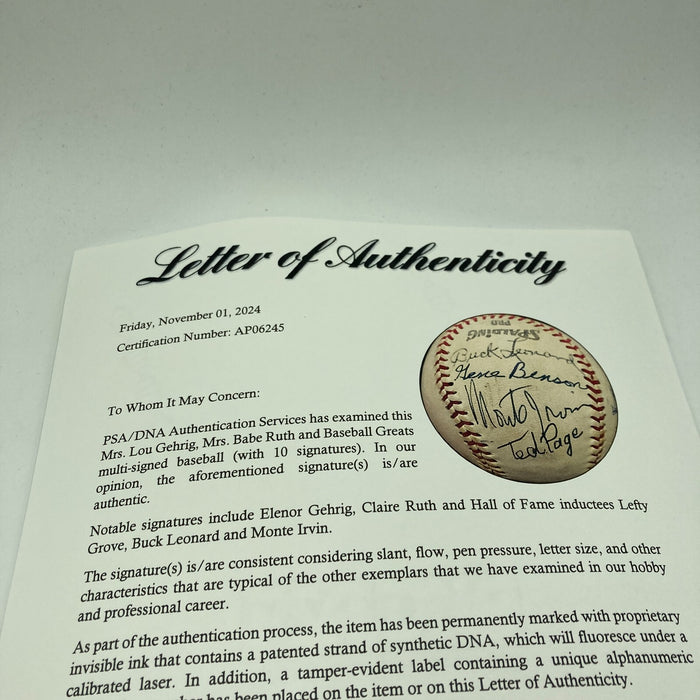 Letter of Authenticity
Friday, November 01, 2024
Certification Number: AP06245
SPALDING
PRO
Buck Leonard
Gene Benson
Monte Irvin
Ted Page
To Whom It May Concern:
PSA/DNA Authentication Services has examined this
Mrs. Lou Gehrig, Mrs. Babe Ruth and Baseball Greats
multi-signed baseball (with 10 signatures). In our
opinion, the aforementioned signature(s) is/are
authentic.
Notable signatures include Elenor Gehrig, Claire Ruth and Hall of Fame inductees Lefty
Grove, Buck Leonard and Monte Irvin.
The signature(s) is/are consistent considering slant, flow, pen pressure, letter size, and other
characteristics that are typical of the other exemplars that we have examined in our hobby
and professional career.
As part of the authentication process, the item has been permanently marked with proprietary
invisible ink that contains a patented strand of synthetic DNA, which will fluoresce under a
calibrated laser. In addition, a tamper-evident label containing a unique alphanumeric
has been placed on the item or on this Letter of Authenticity.